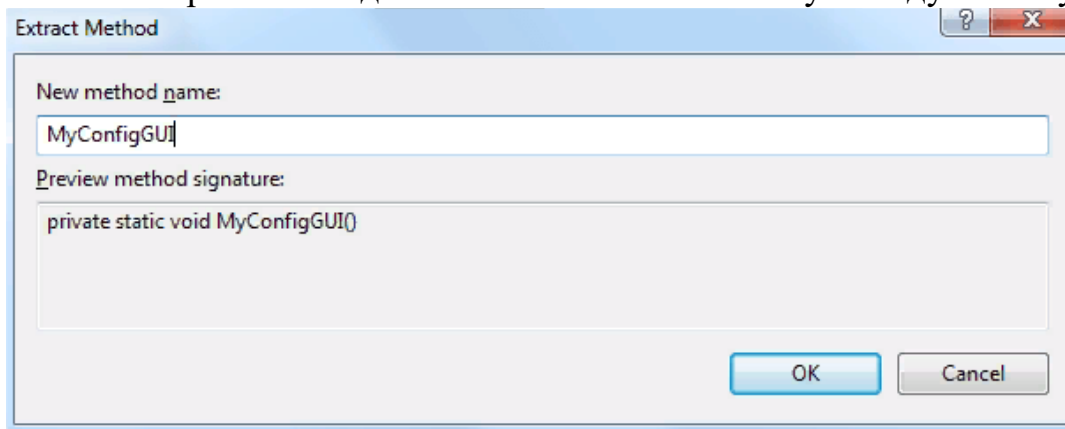 Extract Method
New method name:
MyConfigGUI
Preview method signature:
private static void MyConfigGUI()
OK
Cancel